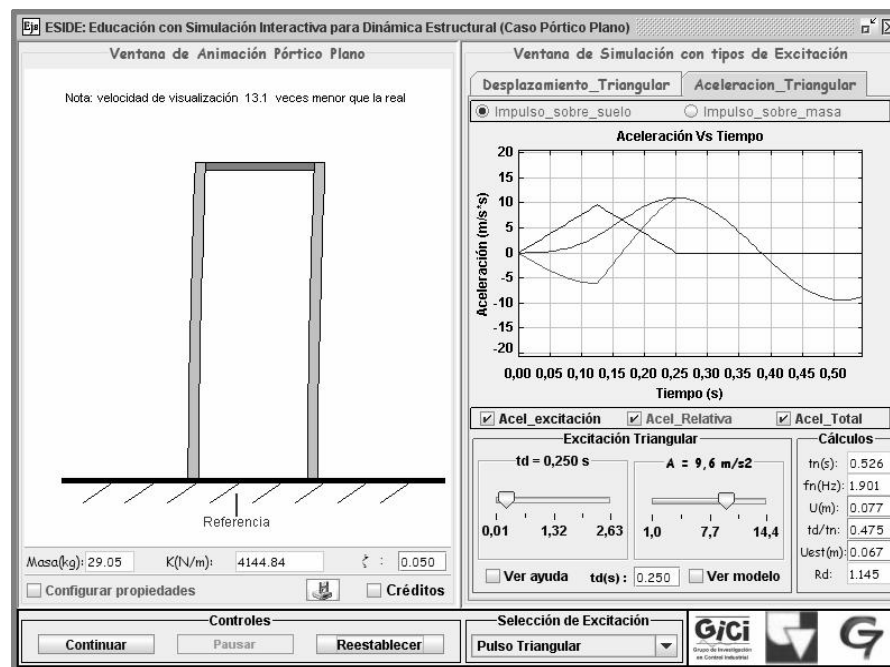 Ejs ESIDE: Educación con Simulación Interactiva para Dinámica Estructural (Caso Pórtico Plano)
Ventana de Animación Pórtico Plano
Nota: velocidad de visualización 13.1 veces menor que la real
Referencia
Masa(kg): 29.05 K(N/m): 4144.84 ζ : 0.050
Configurar propiedades Créditos
Ventana de Simulación con tipos de Excitación
Desplazamiento_Triangular Aceleracion_Triangular
Impulso_sobre_suelo Impulso_sobre_masa
Aceleración Vs Tiempo
Aceleración (m/s*s)
20
15
10
5
0
-5
-10
-15
-20
0,00 0,05 0,10 0,15 0,20 0,25 0,30 0,35 0,40 0,45 0,50
Tiempo (s)
Acel_excitación Acel_Relativa Acel_Total
Excitación Triangular
td = 0,250 s
0,01 1,32 2,63
A = 9,6 m/s2
1,0 7,7 14,4
Ver ayuda td(s) : 0.250 Ver modelo
Cálculos
tn(s): 0.526
fn(Hz): 1.901
U(m): 0.077
td/tn: 0.475
Uest(m): 0.067
Rd: 1.145
Controles
Continuar Pausar Reestablecer
Selección de Excitación
Pulso Triangular
GiCi
Grupo de Investigación
en Control Industrial